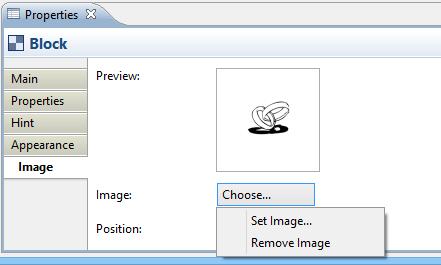 Properties
Block
Main
Properties
Hint
Appearance
Image
Preview:
Image:
Choose...
Set Image...
Remove Image
Position: